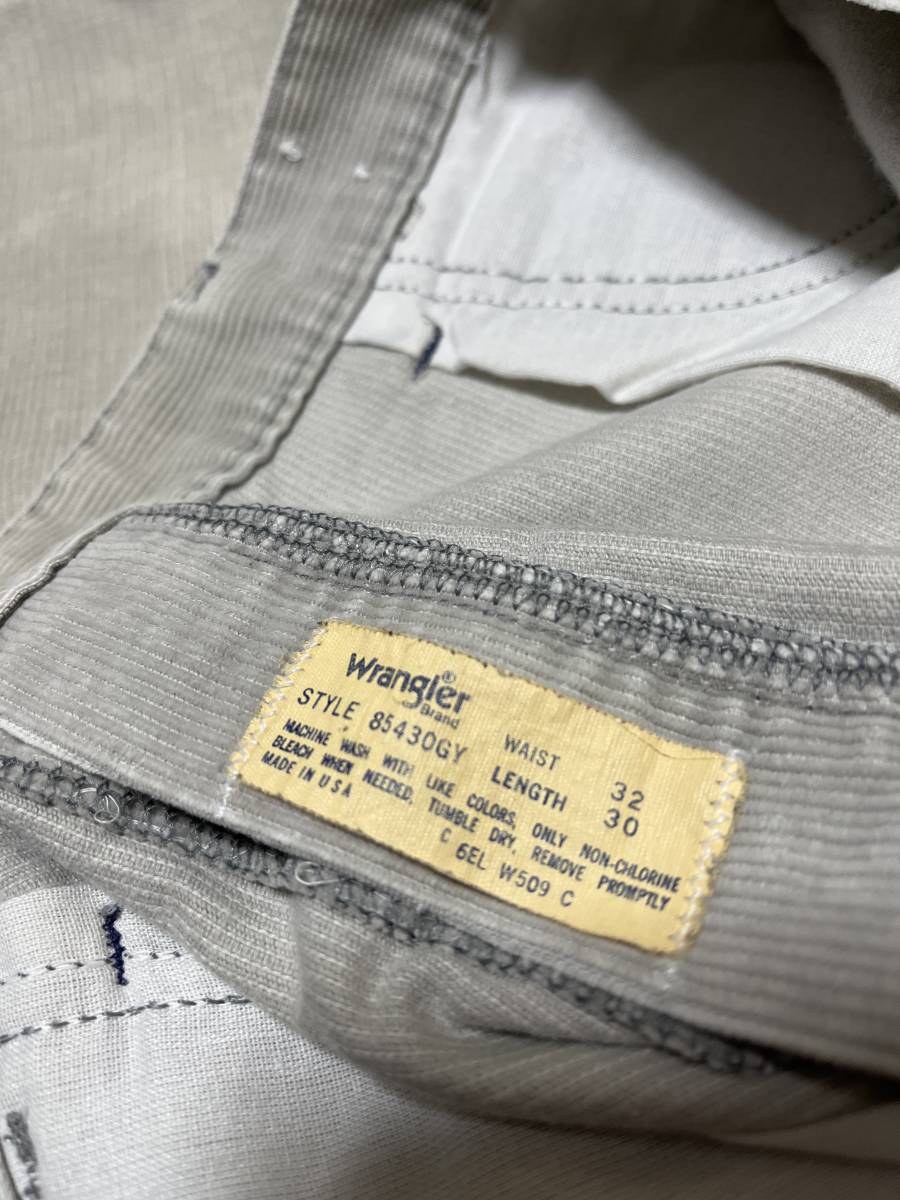 Wrangler®
Brand
STYLE 85430GY WAIST 32
LENGTH 30
MACHINE WASH WITH LIKE COLORS, ONLY NON-CHLORINE
BLEACH WHEN NEEDED, TUMBLE DRY, REMOVE PROMPTLY
MADE IN USA
C 6EL W5D9 C